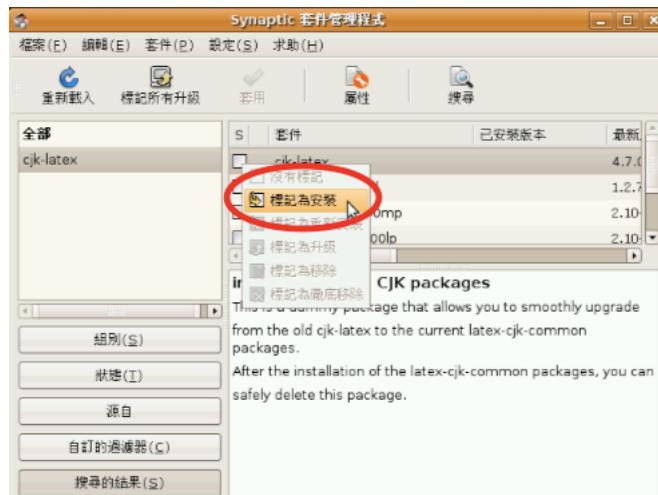 Synaptic 套件管理程式
檔案(F) 編輯(E) 套件(P) 設定(S) 求助(H)
重新載入 標記所有升級 套用 屬性 搜尋
全部
cjk-latex
S 套件 已安裝版本 最新
cjk-latex 4.7.
沒有標記
1.2.7
標記為安裝
0mp 2.10
標記為重新安裝
00lp 2.10
標記為升級
標記為移除
標記為徹底移除
CJK packages
This is a dummy package that allows you to smoothly upgrade
from the old cjk-latex to the current latex-cjk-common
packages.
After the installation of the latex-cjk-common packages, you can
safely delete this package.
組別(S)
狀態(T)
源自
自訂的過濾器(C)
搜尋的結果(S)